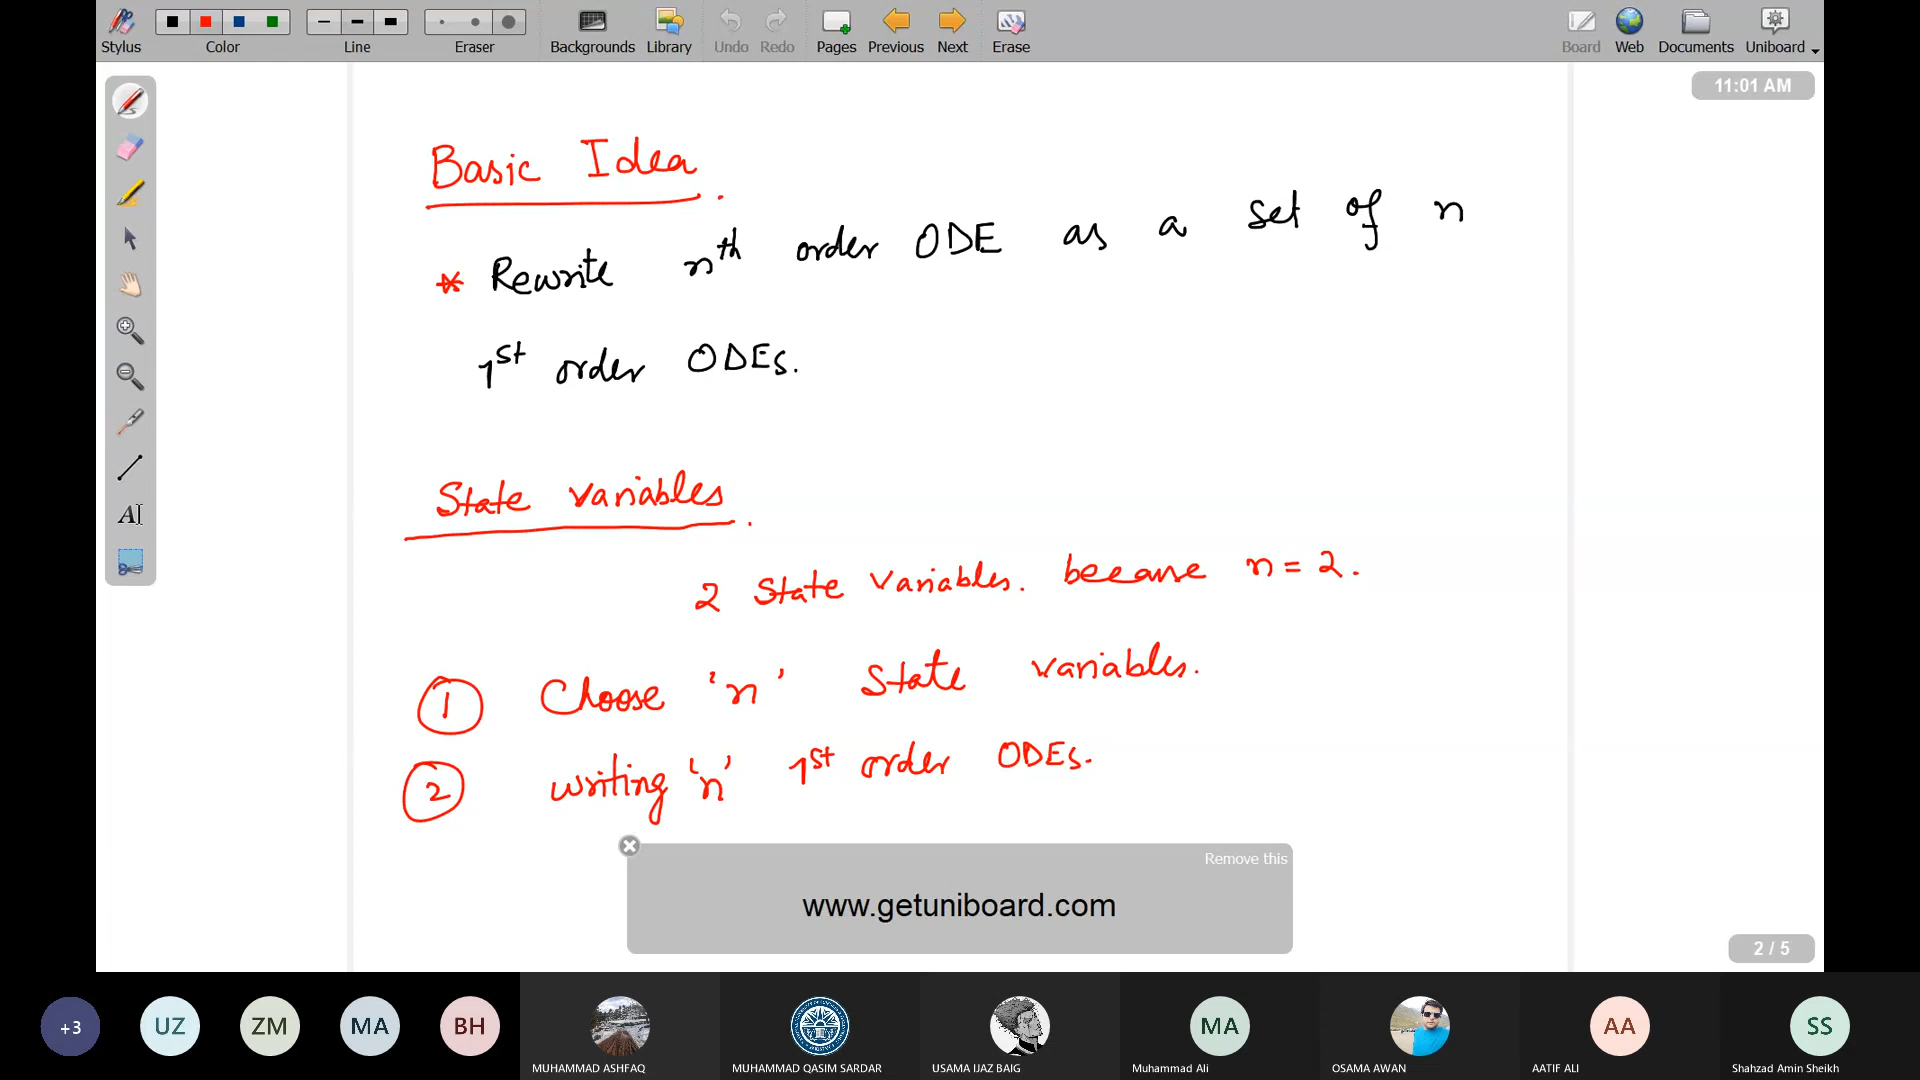 Stylus Color Line Eraser Backgrounds Library Undo Redo Pages Previous Next Erase Board Web Documents Uniboard
11:01 AM
Basic Idea.
* Rewrite nth order ODE as a set of n
1st order ODEs.
State variables.
2 State variables. because n = 2.
1 Choose 'n' State variables.
2 writing 'n' 1st order ODEs.
Remove this
www.getuniboard.com
2 / 5
+3 UZ ZM MA BH MA AA SS
MUHAMMAD ASHFAQ MUHAMMAD QASIM SARDAR USAMA IJAZ BAIG Muhammad Ali OSAMA AWAN AATIF ALI Shahzad Amin Sheikh